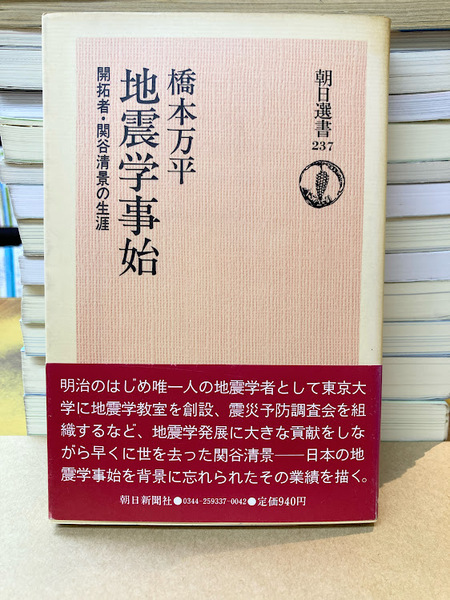 朝日選書
237
橋本万平
地震学事始
開拓者・関谷清景の生涯
明治のはじめ唯一人の地震学者として東京大
学に地震学教室を創設、震災予防調査会を組
織するなど、地震学発展に大きな貢献をしな
がら早くに世を去った関谷清景――日本の地
震学事始を背景に忘れられたその業績を描く。
朝日新聞社●0344-259337-0042●定価940円